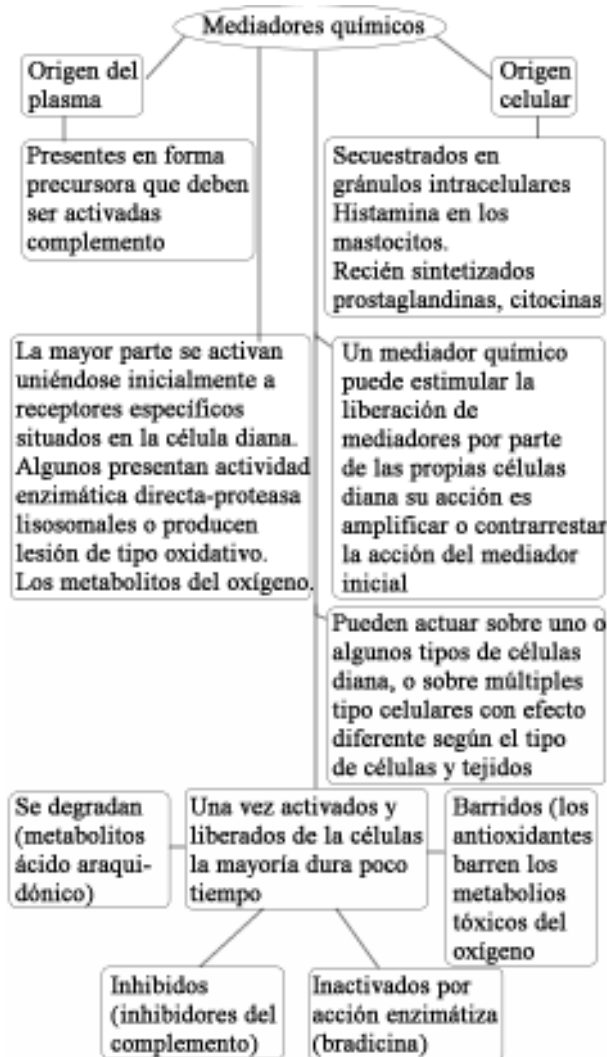 Mediadores químicos
Origen del
plasma
Origen
celular
Presentes en forma
precursora que deben
ser activadas
complemento
Secuestrados en
gránulos intracelulares
Histamina en los
mastocitos.
Recién sintetizados
prostaglandinas, citocinas
La mayor parte se activan
uniéndose inicialmente a
receptores específicos
situados en la célula diana.
Algunos presentan actividad
enzimática directa-proteasa
lisosomales o producen
lesión de tipo oxidativo.
Los metabolitos del oxígeno.
Un mediador químico
puede estimular la
liberación de
mediadores por parte
de las propias células
diana su acción es
amplificar o contrarrestar
la acción del mediador
inicial
Pueden actuar sobre uno o
algunos tipos de células
diana, o sobre múltiples
tipo celulares con efecto
diferente según el tipo
de células y tejidos
Se degradan
(metabolitos
ácido araqui-
dónico)
Una vez activados y
liberados de la células
la mayoría dura poco
tiempo
Barridos (los
antioxidantes
barren los
metabolios
tóxicos del
oxígeno
Inhibidos
(inhibidores del
complemento)
Inactivados por
acción enzimátiza
(bradicina)